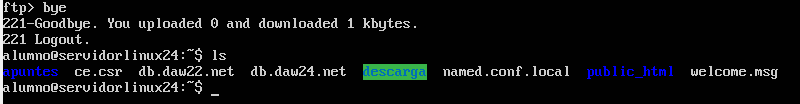 ftp> bye
221-Goodbye. You uploaded 0 and downloaded 1 kbytes.
221 Logout.
alumno@servidorlinux24:~$ ls
apuntes ce.csr db.daw22.net db.daw24.net descarga named.conf.local public_html welcome.msg
alumno@servidorlinux24:~$ _